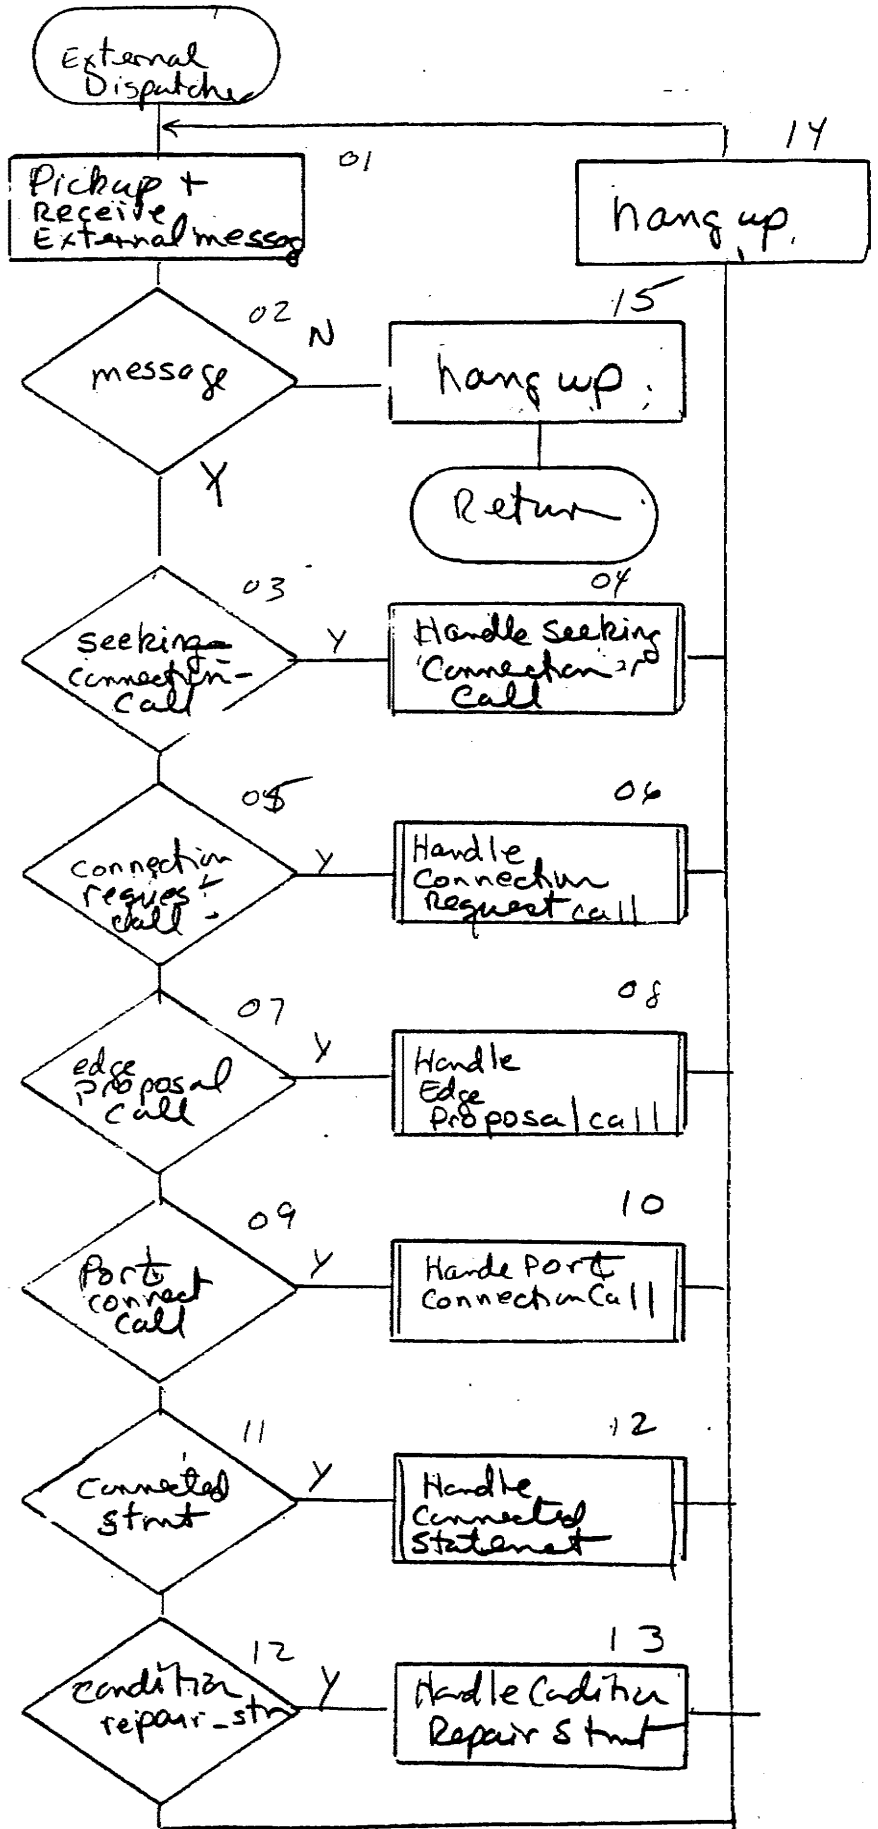 External
Dispatcher
01
Pickup +
Receive
External message
14
hang up.
02
message
N
Y
15
hang up.
Return
03
seeking-
connection-
call
Y
04
Handle seeking
Connection
Call
05
connection
request
call
Y
06
Handle
Connection
Request call
07
edge
proposal
call
Y
08
Handle
Edge
Proposal call
09
Port
connect
call
Y
10
Hande Port
Connection Call
11
Connected
stmt
Y
12
Handle
Connected
Statemet
12
condition
repair_stm
Y
13
Handle Condition
Repair Stmt